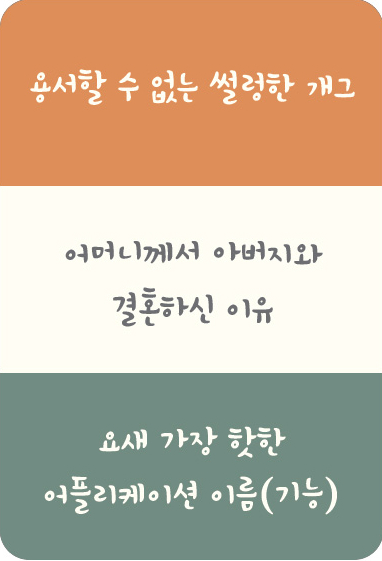 용서할 수 없는 썰렁한 개그
어머니께서 아버지와
결혼하신 이유
요새 가장 핫한
어플리케이션 이름(기능)